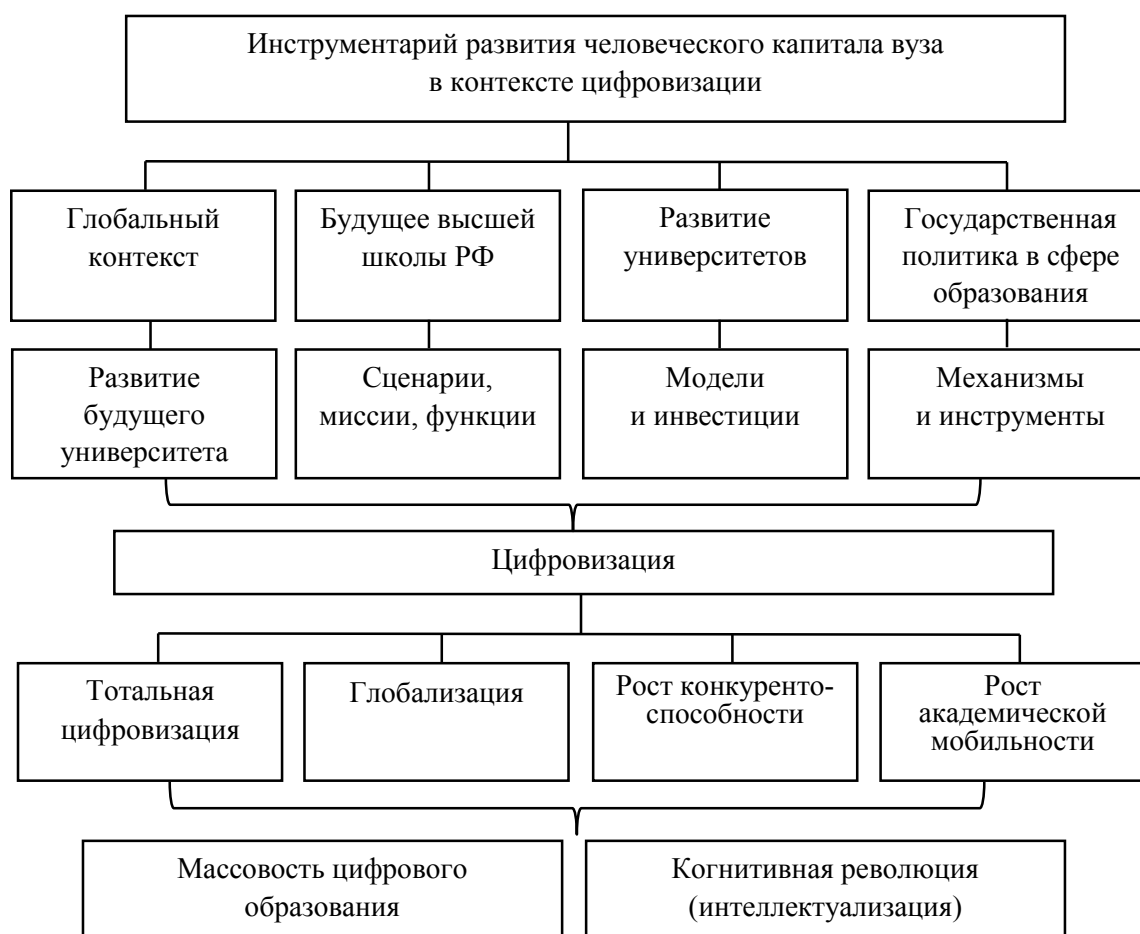 Инструментарий развития человеческого капитала вуза
в контексте цифровизации
Глобальный
контекст
Будущее высшей
школы РФ
Развитие
университетов
Государственная
политика в сфере
образования
Развитие
будущего
университета
Сценарии,
миссии, функции
Модели
и инвестиции
Механизмы
и инструменты
Цифровизация
Тотальная
цифровизация
Глобализация
Рост конкуренто-
способности
Рост
академической
мобильности
Массовость цифрового
образования
Когнитивная революция
(интеллектуализация)